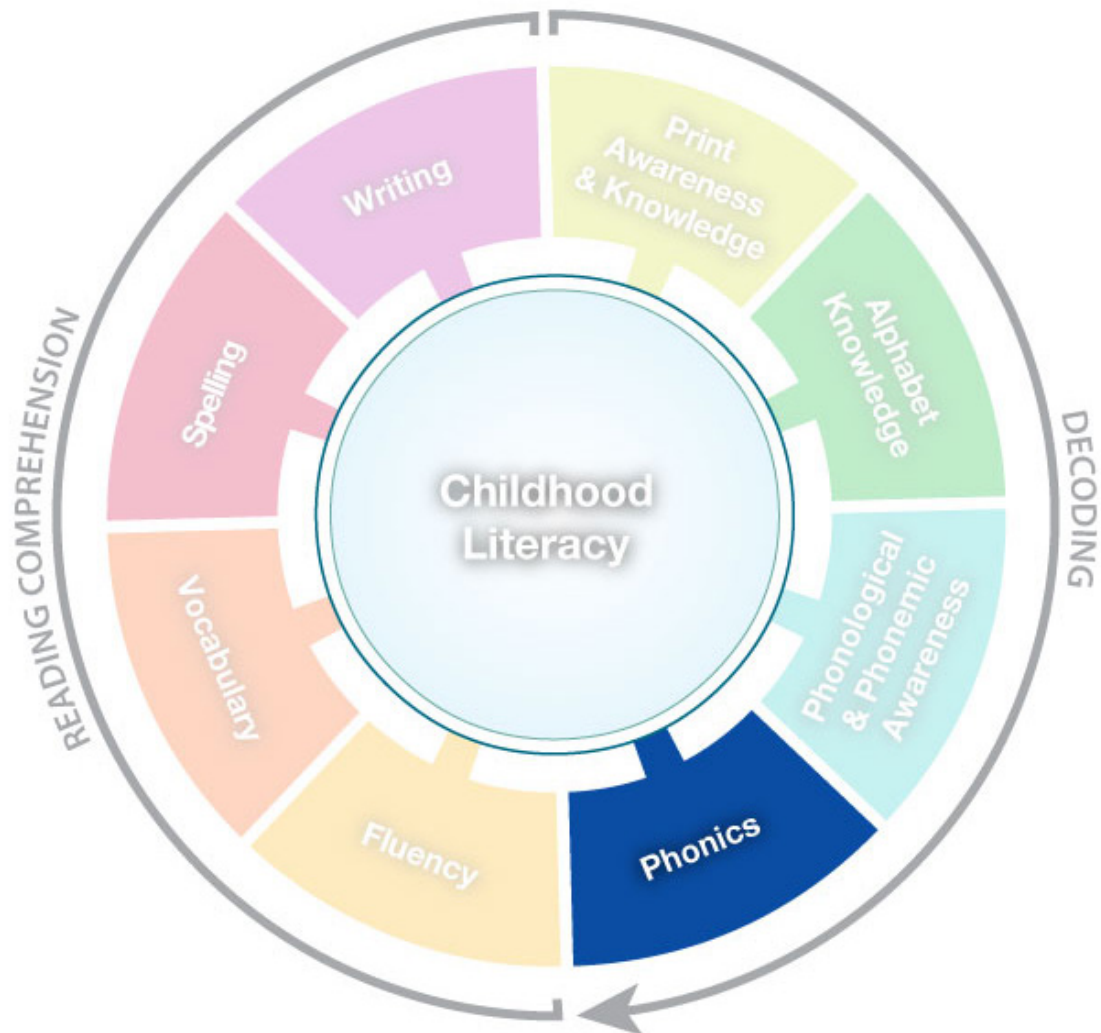 Print
Awareness
& Knowledge
Alphabet
Knowledge
Phonological
& Phonemic
Awareness
Phonics
Fluency
Vocabulary
Spelling
Writing
Childhood
Literacy
DECODING
READING COMPREHENSION